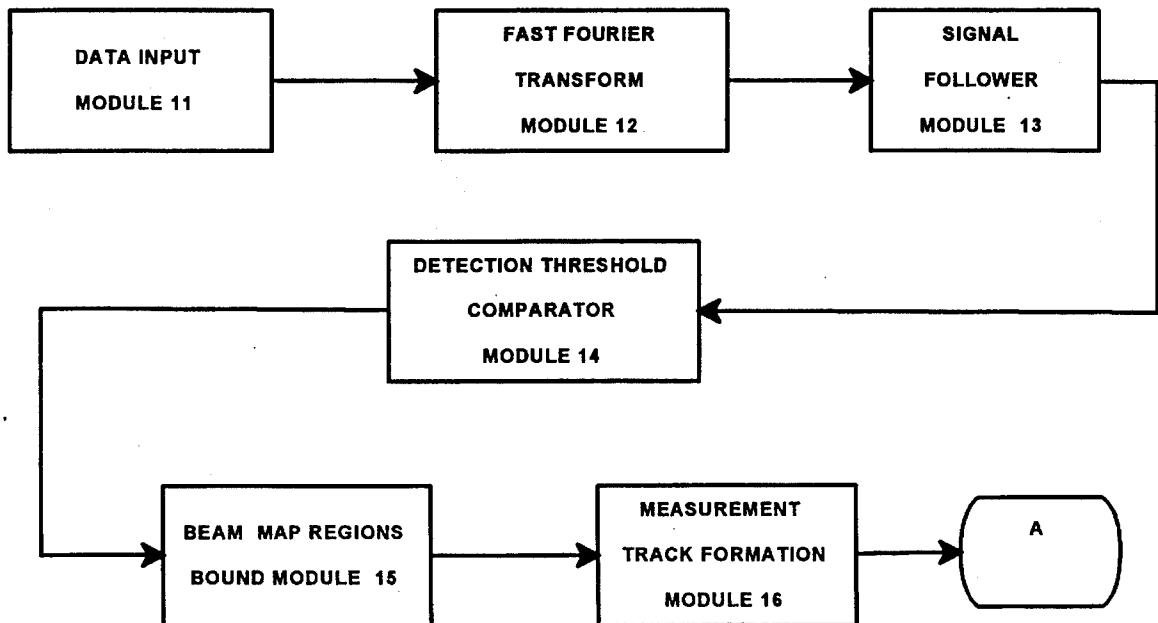 DATA INPUT
MODULE 11
FAST FOURIER
TRANSFORM
MODULE 12
SIGNAL
FOLLOWER
MODULE 13
DETECTION THRESHOLD
COMPARATOR
MODULE 14
BEAM MAP REGIONS
BOUND MODULE 15
MEASUREMENT
TRACK FORMATION
MODULE 16
A